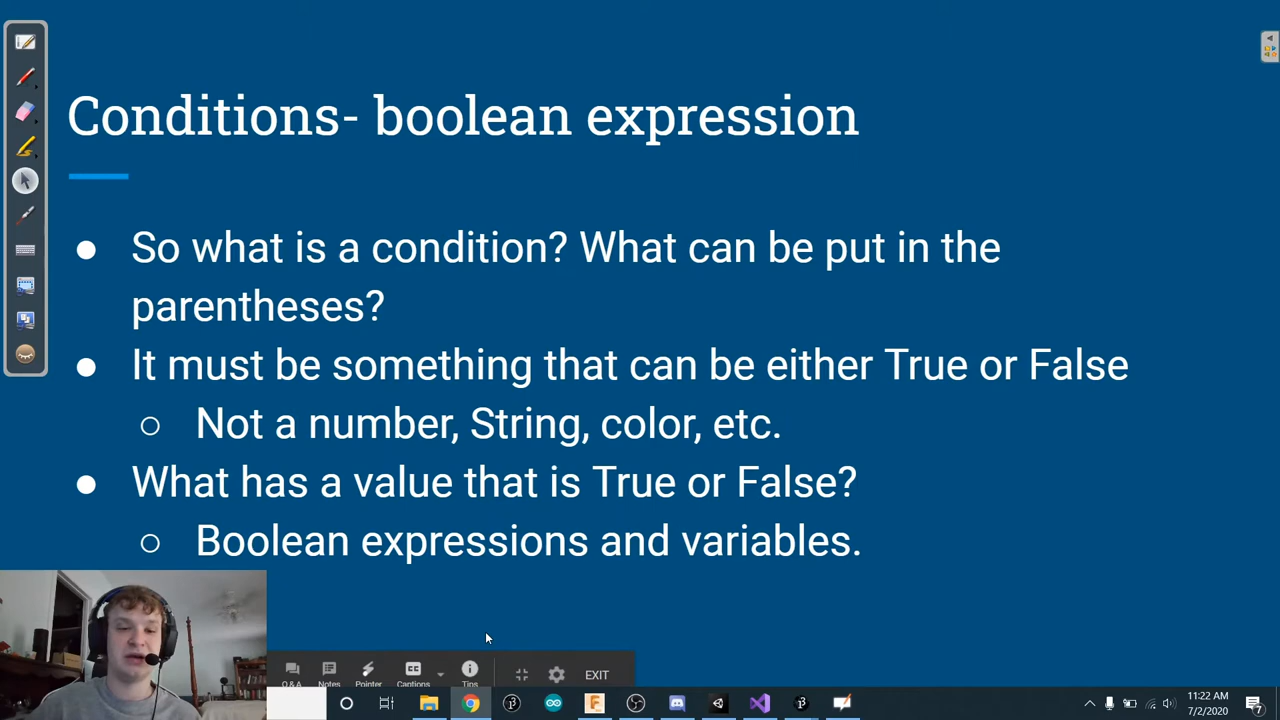 Conditions- boolean expression
● So what is a condition? What can be put in the
parentheses?
● It must be something that can be either True or False
○ Not a number, String, color, etc.
● What has a value that is True or False?
○ Boolean expressions and variables.
Q & A Notes Pointer Captions Tips EXIT
11:22 AM
7/2/2020
7